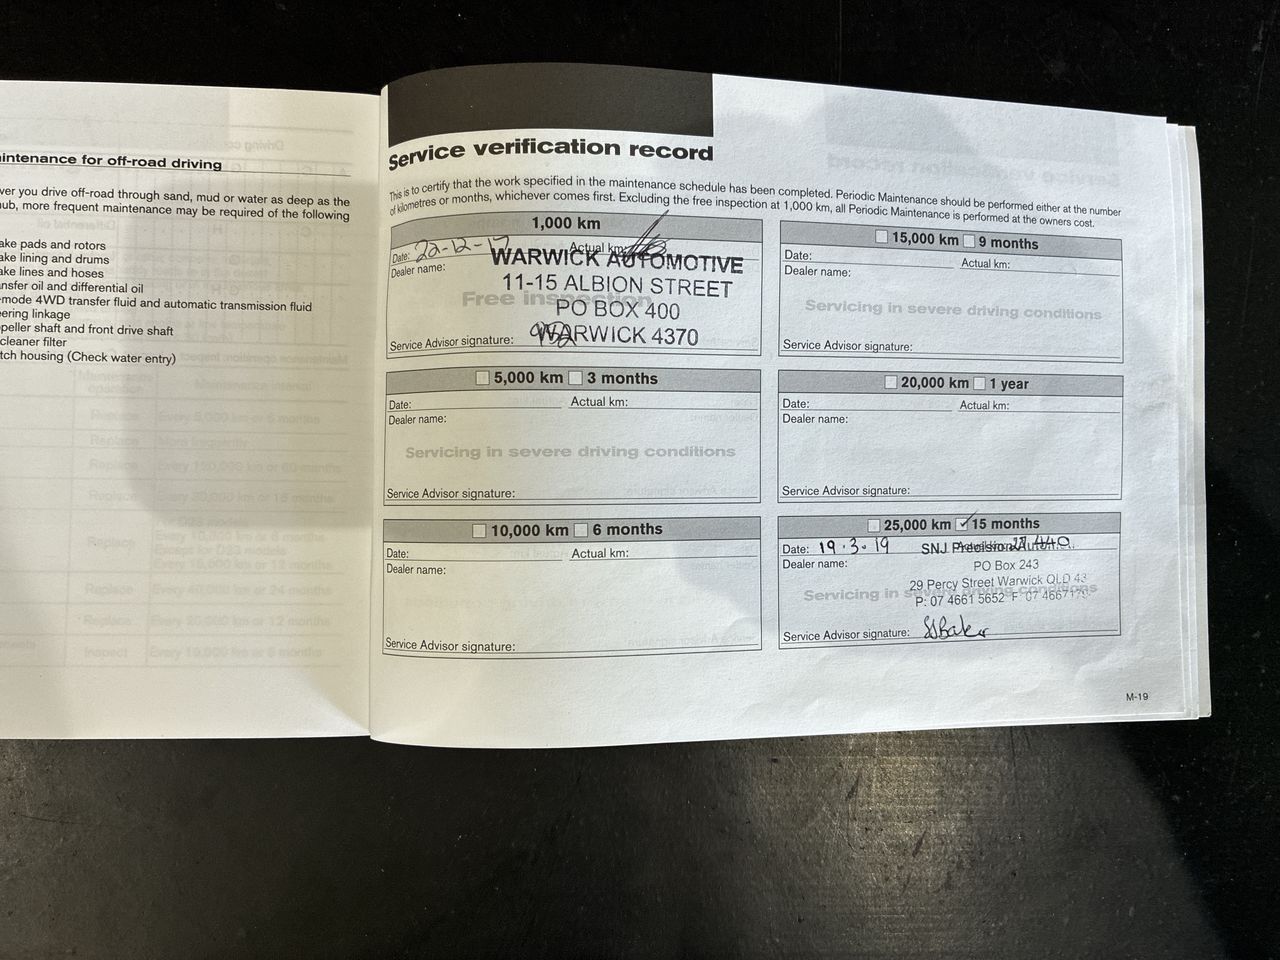 intenance for off-road driving
ver you drive off-road through sand, mud or water as deep as the
ub, more frequent maintenance may be required of the following
ake pads and rotors
ake lining and drums
ake lines and hoses
nsfer oil and differential oil
mode 4WD transfer fluid and automatic transmission fluid
ering linkage
peller shaft and front drive shaft
cleaner filter
tch housing (Check water entry)
Service verification record
This is to certify that the work specified in the maintenance schedule has been completed. Periodic Maintenance should be performed either at the number
of kilometres or months, whichever comes first. Excluding the free inspection at 1,000 km, all Periodic Maintenance is performed at the owners cost.
1,000 km
Date: 22-12-17 Actual km:
Dealer name:
WARWICK AUTOMOTIVE
11-15 ALBION STREET
Free inspection
PO BOX 400
WARWICK 4370
Service Advisor signature:
5,000 km 3 months
Date: Actual km:
Dealer name:
Servicing in severe driving conditions
Service Advisor signature:
10,000 km 6 months
Date: Actual km:
Dealer name:
Service Advisor signature:
15,000 km 9 months
Date: Actual km:
Dealer name:
Servicing in severe driving conditions
Service Advisor signature:
20,000 km 1 year
Date: Actual km:
Dealer name:
Service Advisor signature:
25,000 km ✓ 15 months
Date: 19.3.19 Actual km:
Dealer name:
SNJ Precision
PO Box 243
29 Percy Street Warwick QLD 43
P: 07 4661 5652 F 07 4667
Servicing in severe driving conditions
Service Advisor signature: SJBaker
M-19